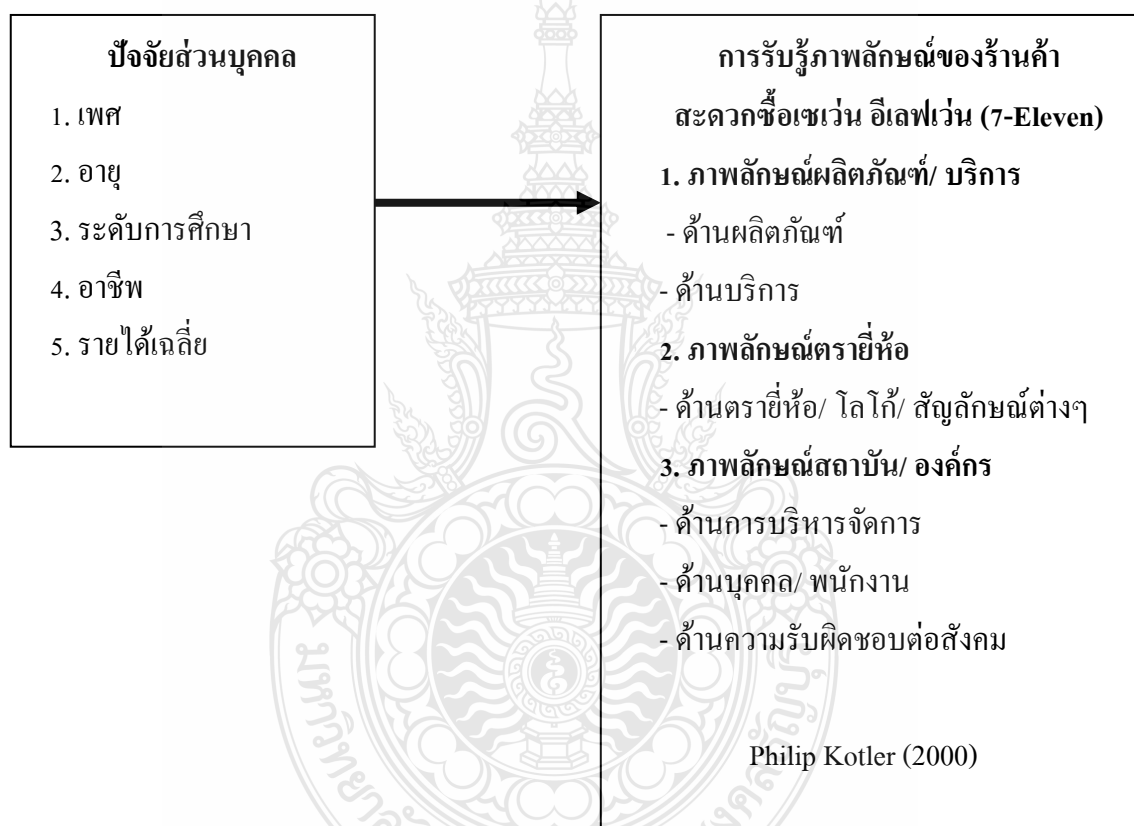 ปัจจัยส่วนบุคคล
1. เพศ
2. อายุ
3. ระดับการศึกษา
4. อาชีพ
5. รายได้เฉลี่ย
การรับรู้ภาพลักษณ์ของร้านค้า
สะดวกซื้อเซเว่น อีเลฟเว่น (7-Eleven)
1. ภาพลักษณ์ผลิตภัณฑ์/ บริการ
- ด้านผลิตภัณฑ์
- ด้านบริการ
2. ภาพลักษณ์ตรายี่ห้อ
- ด้านตรายี่ห้อ/ โลโก้/ สัญลักษณ์ต่างๆ
3. ภาพลักษณ์สถาบัน/ องค์กร
- ด้านการบริหารจัดการ
- ด้านบุคคล/ พนักงาน
- ด้านความรับผิดชอบต่อสังคม
Philip Kotler (2000)